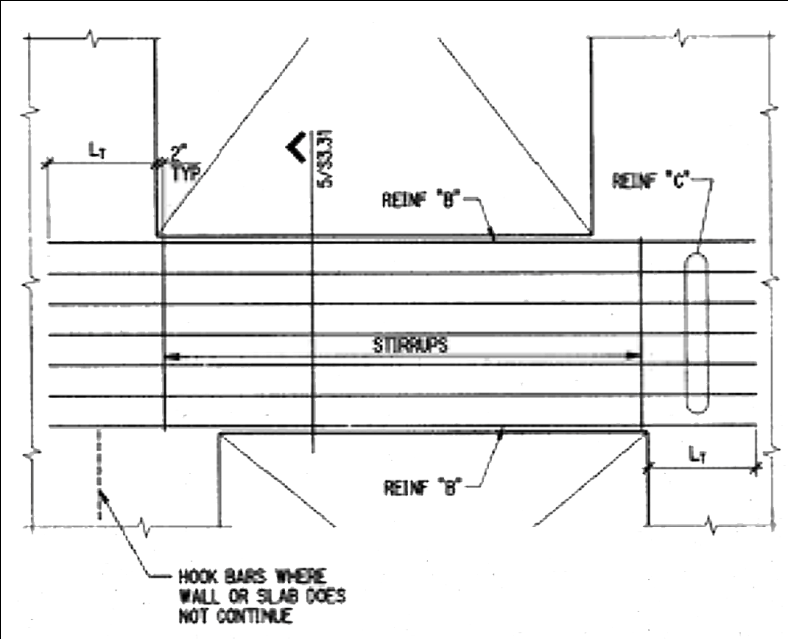 LT
2"
TYP
5/S3.31
REINF "B"
REINF "C"
STIRRUPS
LT
REINF "B"
HOOK BARS WHERE
WALL OR SLAB DOES
NOT CONTINUE